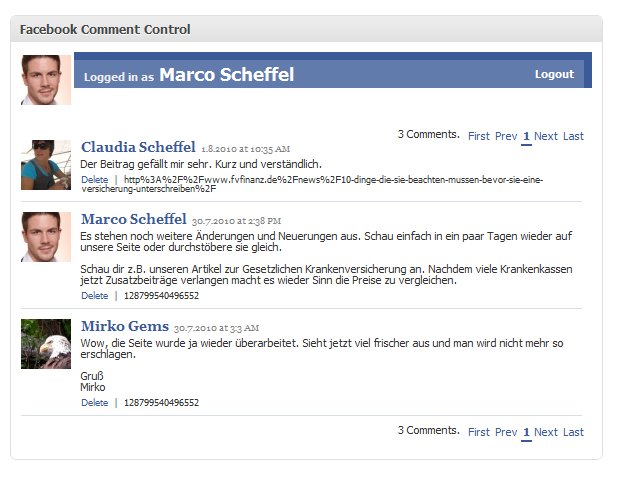 Facebook Comment Control
Logged in as Marco Scheffel
Logout
3 Comments. First Prev 1 Next Last
Claudia Scheffel 1.8.2010 at 10:35 AM
Der Beitrag gefällt mir sehr. Kurz und verständlich.
Delete | http%3A%2F%2Fwww.fvfinanz.de%2Fnews%2F10-dinge-die-sie-beachten-mussen-bevor-sie-eine-
versicherung-unterschreiben%2F
Marco Scheffel 30.7.2010 at 2:38 PM
Es stehen noch weitere Änderungen und Neuerungen aus. Schau einfach in ein paar Tagen wieder auf
unsere Seite oder durchstöbere sie gleich.
Schau dir z.B. unseren Artikel zur Gesetzlichen Krankenversicherung an. Nachdem viele Krankenkassen
jetzt Zusatzbeiträge verlangen macht es wieder Sinn die Preise zu vergleichen.
Delete | 128799540496552
Mirko Gems 30.7.2010 at 3:3 AM
Wow, die Seite wurde ja wieder überarbeitet. Sieht jetzt viel frischer aus und man wird nicht mehr so
erschlagen.
Gruß
Mirko
Delete | 128799540496552
3 Comments. First Prev 1 Next Last